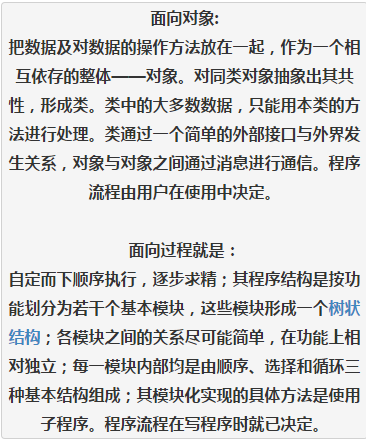 面向对象:
把数据及对数据的操作方法放在一起，作为一个相
互依存的整体——对象。对同类对象抽象出其共
性，形成类。类中的大多数数据，只能用本类的方
法进行处理。类通过一个简单的外部接口与外界发
生关系，对象与对象之间通过消息进行通信。程序
流程由用户在使用中决定。
面向过程就是：
自定而下顺序执行，逐步求精；其程序结构是按功
能划分为若干个基本模块，这些模块形成一个树状
结构；各模块之间的关系尽可能简单，在功能上相
对独立；每一模块内部均是由顺序、选择和循环三
种基本结构组成；其模块化实现的具体方法是使用
子程序。程序流程在写程序时就已决定。